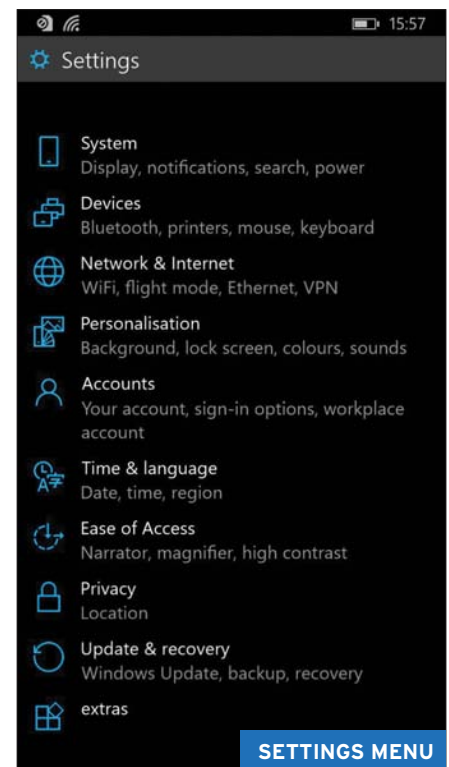 15:57
Settings
System
Display, notifications, search, power
Devices
Bluetooth, printers, mouse, keyboard
Network & Internet
WiFi, flight mode, Ethernet, VPN
Personalisation
Background, lock screen, colours, sounds
Accounts
Your account, sign-in options, workplace
account
Time & language
Date, time, region
Ease of Access
Narrator, magnifier, high contrast
Privacy
Location
Update & recovery
Windows Update, backup, recovery
extras
SETTINGS MENU